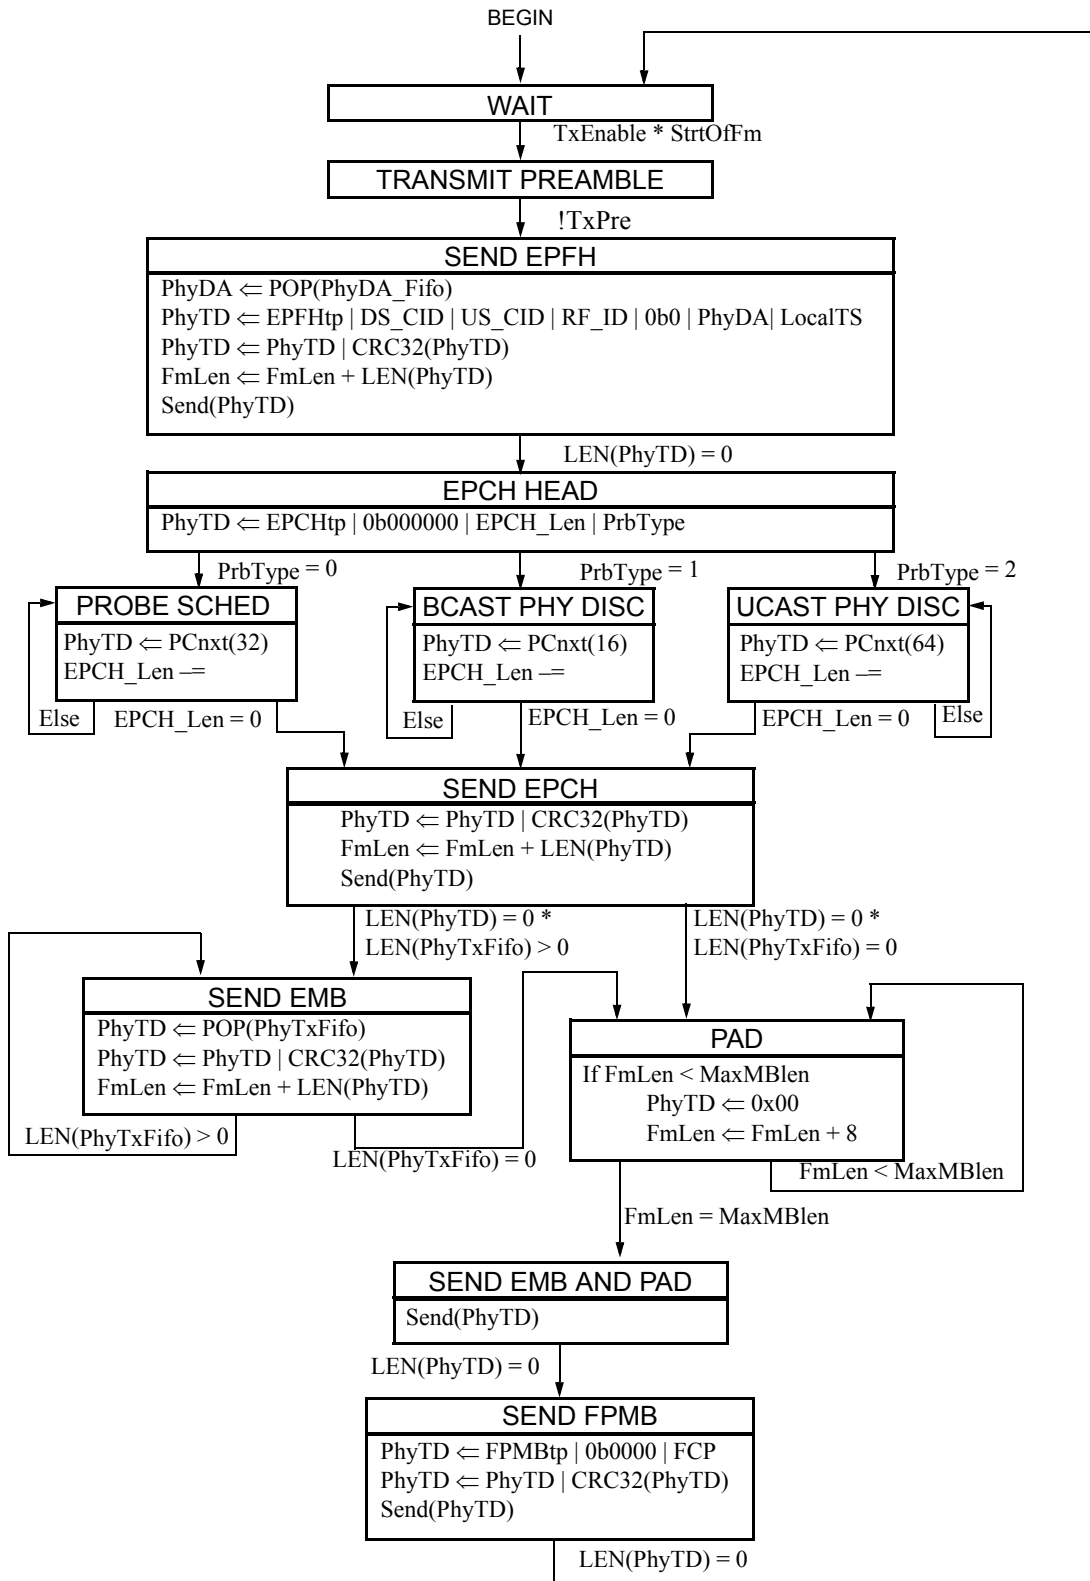 BEGIN
WAIT
TxEnable * StrtOfFm
TRANSMIT PREAMBLE
!TxPre
SEND EPFH
PhyDA ⇐ POP(PhyDA_Fifo)
PhyTD ⇐ EPFHtp | DS_CID | US_CID | RF_ID | 0b0 | PhyDA| LocalTS
PhyTD ⇐ PhyTD | CRC32(PhyTD)
FmLen ⇐ FmLen + LEN(PhyTD)
Send(PhyTD)
LEN(PhyTD) = 0
EPCH HEAD
PhyTD ⇐ EPCHtp | 0b000000 | EPCH_Len | PrbType
PrbType = 0
PrbType = 1
PrbType = 2
PROBE SCHED
PhyTD ⇐ PCnxt(32)
EPCH_Len –=
Else
EPCH_Len = 0
BCAST PHY DISC
PhyTD ⇐ PCnxt(16)
EPCH_Len –=
Else
EPCH_Len = 0
UCAST PHY DISC
PhyTD ⇐ PCnxt(64)
EPCH_Len –=
EPCH_Len = 0
Else
SEND EPCH
PhyTD ⇐ PhyTD | CRC32(PhyTD)
FmLen ⇐ FmLen + LEN(PhyTD)
Send(PhyTD)
LEN(PhyTD) = 0 *
LEN(PhyTxFifo) > 0
LEN(PhyTD) = 0 *
LEN(PhyTxFifo) = 0
SEND EMB
PhyTD ⇐ POP(PhyTxFifo)
PhyTD ⇐ PhyTD | CRC32(PhyTD)
FmLen ⇐ FmLen + LEN(PhyTD)
LEN(PhyTxFifo) > 0
LEN(PhyTxFifo) = 0
PAD
If FmLen < MaxMBlen
PhyTD ⇐ 0x00
FmLen ⇐ FmLen + 8
FmLen < MaxMBlen
FmLen = MaxMBlen
SEND EMB AND PAD
Send(PhyTD)
LEN(PhyTD) = 0
SEND FPMB
PhyTD ⇐ FPMBtp | 0b0000 | FCP
PhyTD ⇐ PhyTD | CRC32(PhyTD)
Send(PhyTD)
LEN(PhyTD) = 0